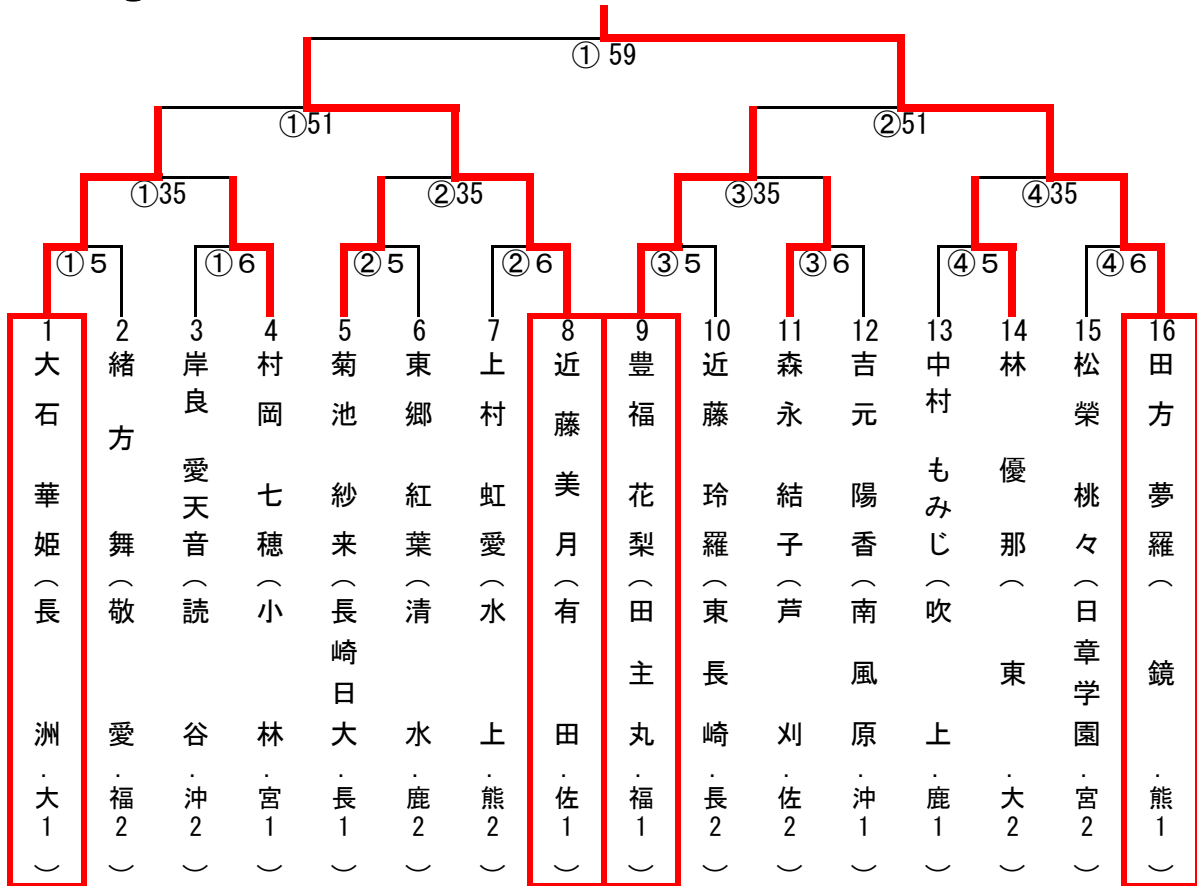 ① 59
①51
②51
①35
②35
③35
④35
①5
①6
②5
②6
③5
③6
④5
④6
1 大石 華姫(長 洲.大1)
2 緒方 舞(敬 愛.福2)
3 岸良 愛天音(読 谷.沖2)
4 村岡 七穂(小 林.宮1)
5 菊池 紗来(長崎日大.長1)
6 東郷 紅葉(清 水.鹿2)
7 上村 虹愛(水 上.熊2)
8 近藤美月(有 田.佐1)
9 豊福 花梨(田主丸.福1)
10 近藤 玲羅(東長崎.長2)
11 森永 結子(芦 刈.佐2)
12 吉元 陽香(南風原.沖1)
13 中村 もみじ(吹 上.鹿1)
14 林 優那(東.大2)
15 松榮 桃々(日章学園.宮2)
16 田方夢羅(鏡.熊1)